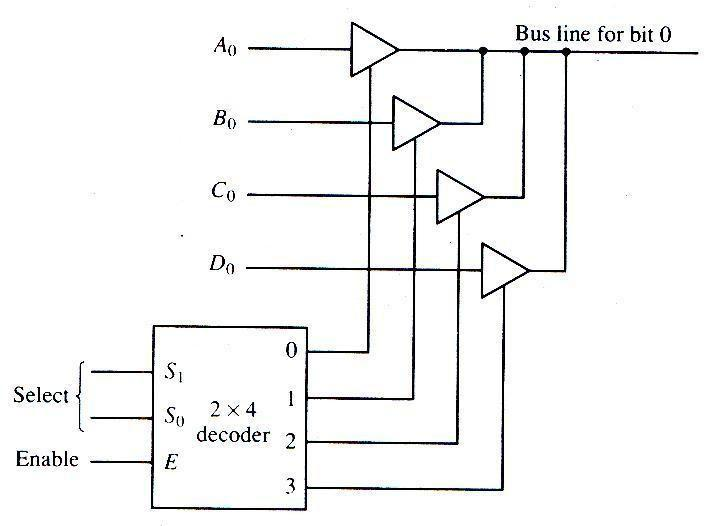 Bus line for bit 0
A0
B0
C0
D0
0
S1
1
Select
S0
2 × 4
decoder
2
Enable
E
3